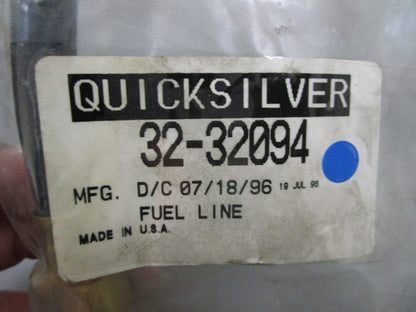 QUICKSILVER
32-32094
MFG. D/C 07/18/96 19 JUL 96
FUEL LINE
MADE IN U.S.A.